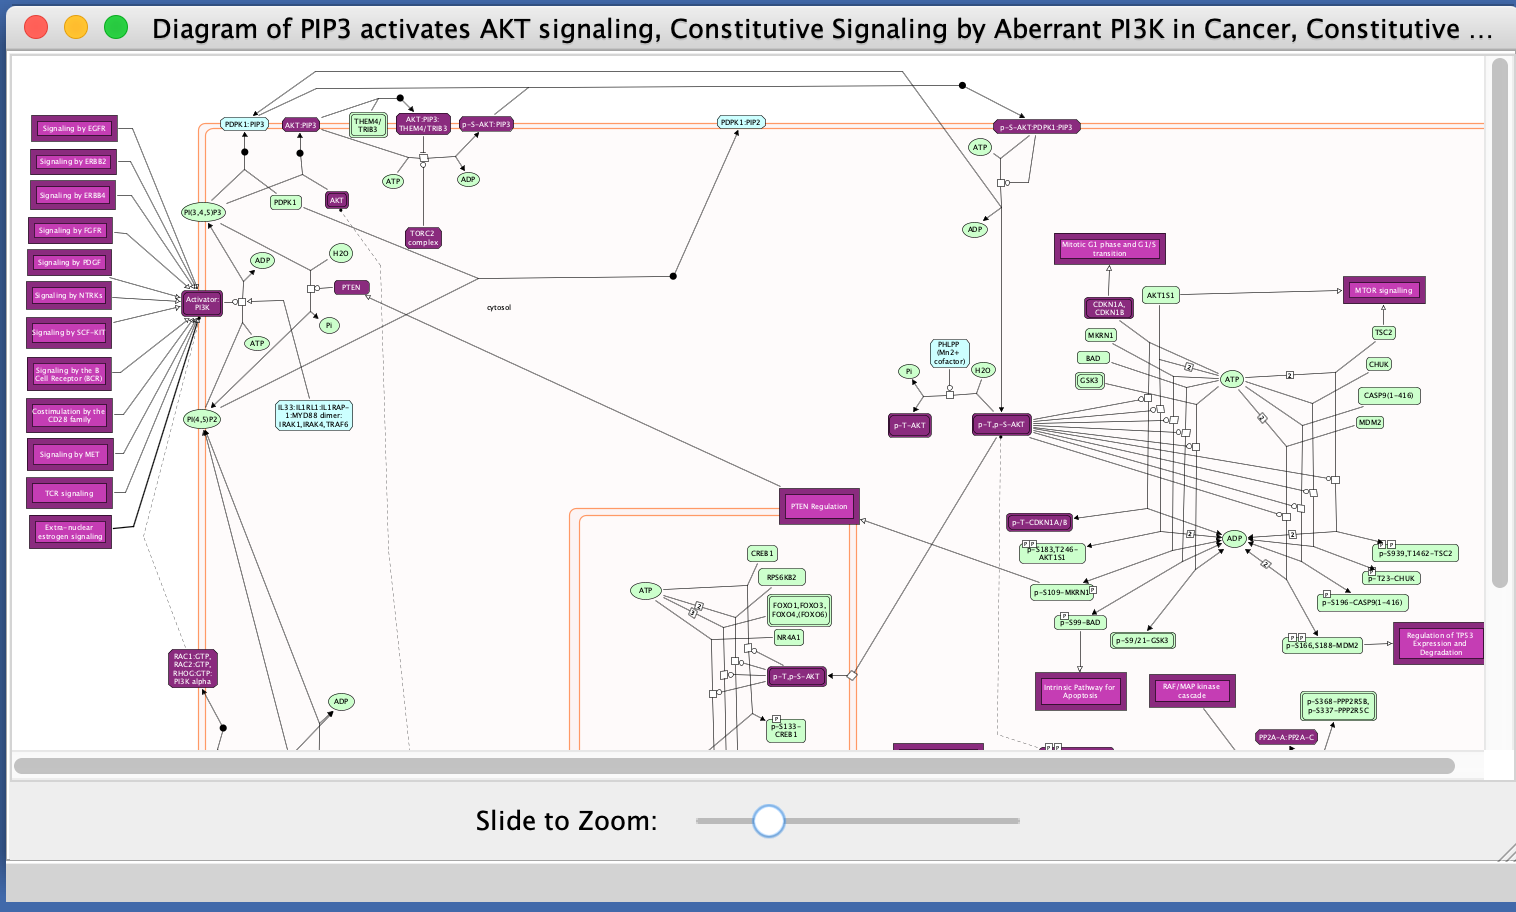 Diagram of PIP3 activates AKT signaling, Constitutive Signaling by Aberrant PI3K in Cancer, Constitutive ...
Signaling by EGFR
Signaling by ERBB2
Signaling by ERBB4
Signaling by FGFR
Signaling by PDGF
Signaling by NTRKs
Signaling by SCF-KIT
Signaling by the B
Cell Receptor (BCR)
Costimulation by the
CD28 family
Signaling by MET
TCR signaling
Extra-nuclear
estrogen signaling
PDPK1:PIP3
AKT:PIP3
THEM4/
TRIB3
AKT:PIP3:
THEM4/TRIB3
p-S-AKT:PIP3
PDPK1:PIP2
p-S-AKT:PDPK1:PIP3
ATP
ADP
ATP
ADP
PI(3,4,5)P3
PDPK1
AKT
TORC2
complex
ADP
H2O
PTEN
Activator:
PI3K
cytosol
Pi
ATP
PI(4,5)P2
IL33:IL1RL1:IL1RAP-
1:MYD88 dimer:
IRAK1,IRAK4,TRAF6
Mitotic G1 phase and G1/S
transition
CDKN1A,
CDKN1B
AKT1S1
MTOR signalling
MKRN1
TSC2
BAD
CHUK
GSK3
ATP
2
2
2
CASP9(1-416)
MDM2
PHLPP
(Mn2+
cofactor)
Pi
H2O
p-T-AKT
p-T,p-S-AKT
PTEN Regulation
p-T-CDKN1A/B
P
P
p-S183,T246-
AKT1S1
2
ADP
2
2
P
P
p-S939,T1462-TSC2
P
p-T23-CHUK
p-S109-MKRN1
P
P
p-S196-CASP9(1-416)
P
p-S99-BAD
p-S9/21-GSK3
P
P
p-S166,S188-MDM2
Regulation of TP53
Expression and
Degradation
CREB1
RPS6KB2
ATP
2
FOXO1,FOXO3,
FOXO4,(FOXO6)
NR4A1
p-T,p-S-AKT
P
p-S133-
CREB1
RAC1:GTP,
RAC2:GTP,
RHOG:GTP:
PI3K alpha
ADP
Intrinsic Pathway for
Apoptosis
RAF/MAP kinase
cascade
p-S368-PPP2R5B,
p-S337-PPP2R5C
PP2A-A:PP2A-C
P
P
Slide to Zoom: